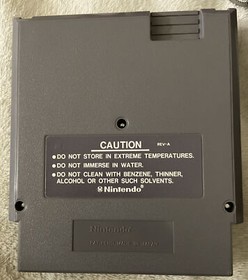 CAUTION REV-A
● DO NOT STORE IN EXTREME TEMPERATURES.
● DO NOT IMMERSE IN WATER.
● DO NOT CLEAN WITH BENZENE, THINNER,
ALCOHOL OR OTHER SUCH SOLVENTS.
Nintendo®
Nintendo